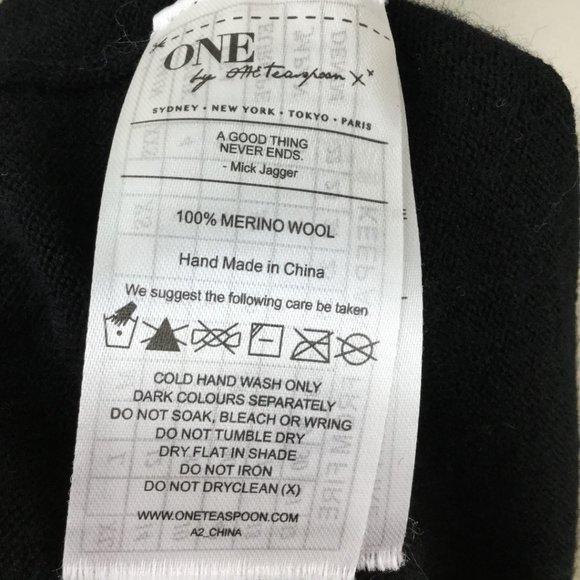 ONE
by ONEteaspoon X x
SYDNEY • NEW YORK • TOKYO • PARIS
A GOOD THING
NEVER ENDS.
- Mick Jagger
100% MERINO WOOL
Hand Made in China
We suggest the following care be taken
COLD HAND WASH ONLY
DARK COLOURS SEPARATELY
DO NOT SOAK, BLEACH OR WRING
DO NOT TUMBLE DRY
DRY FLAT IN SHADE
DO NOT IRON
DO NOT DRYCLEAN (X)
WWW.ONETEASPOON.COM
A2_CHINA